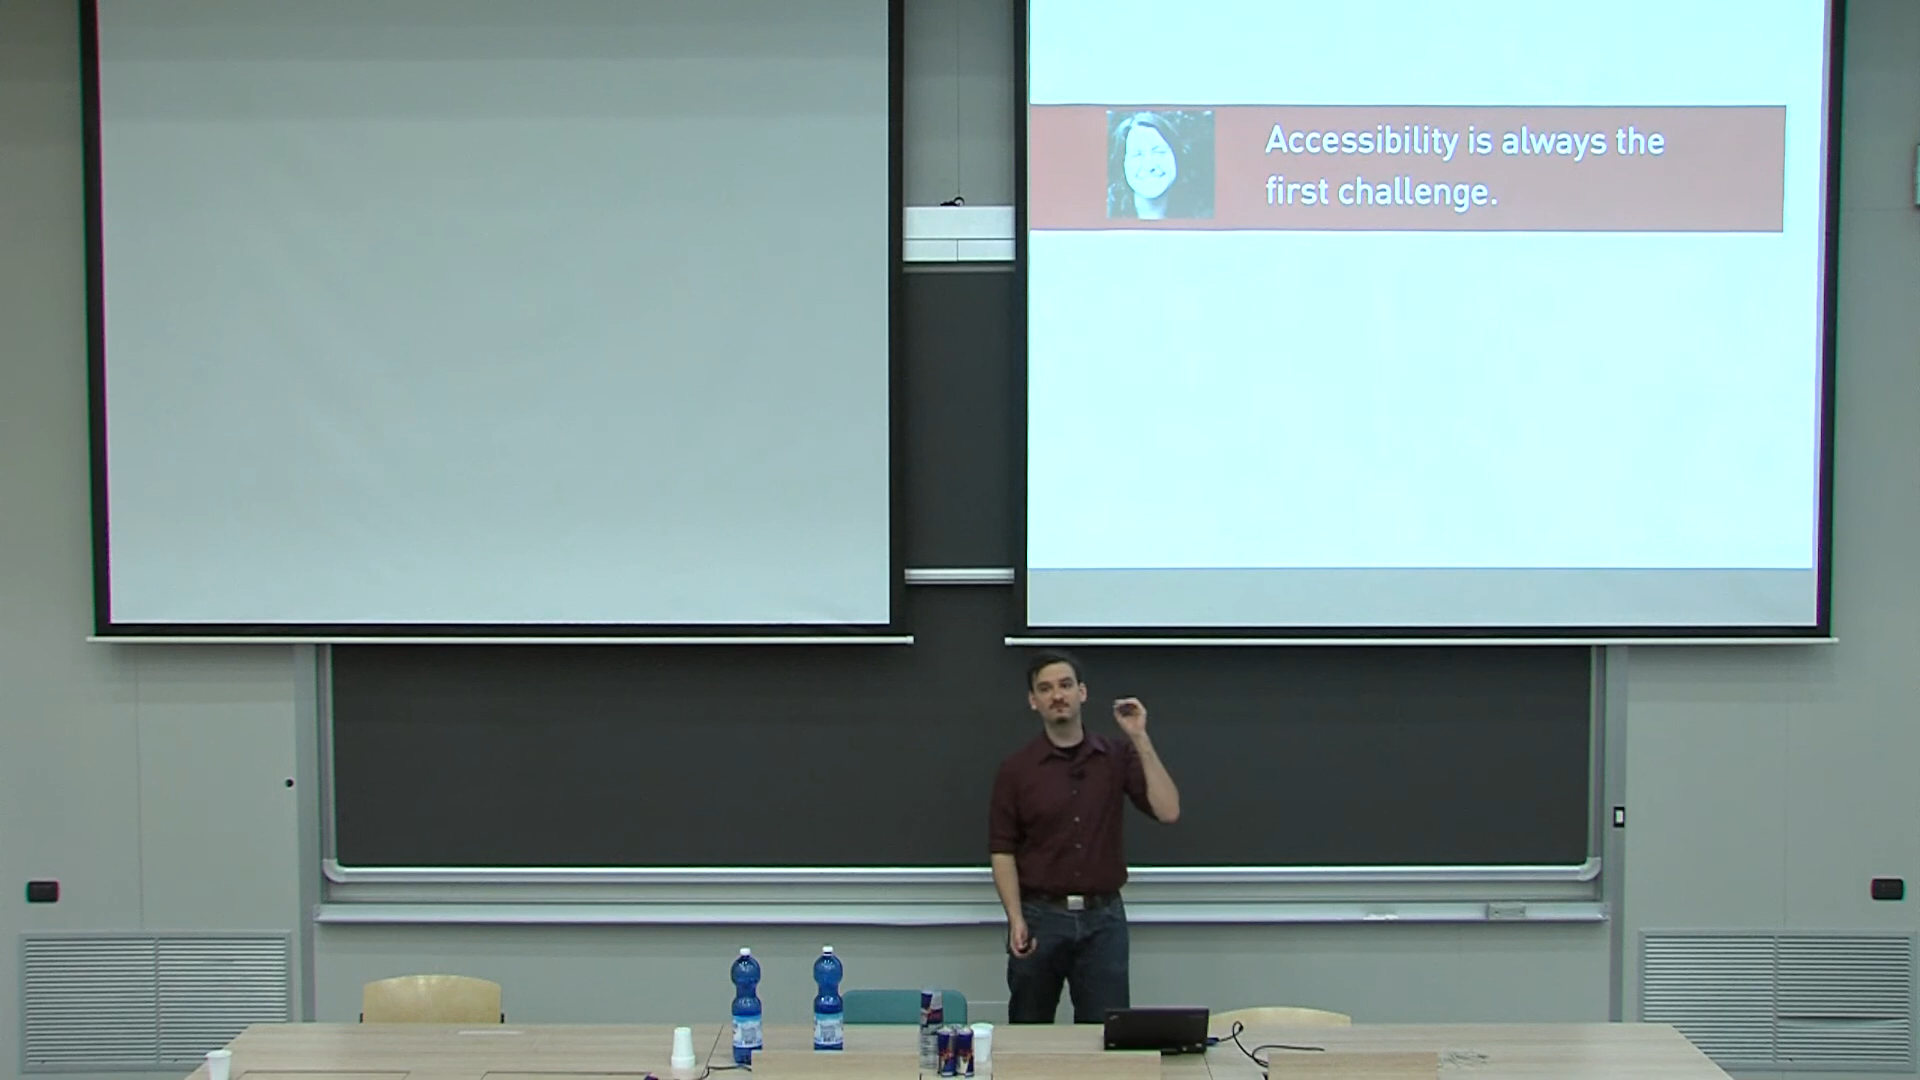 Accessibility is always the
first challenge.